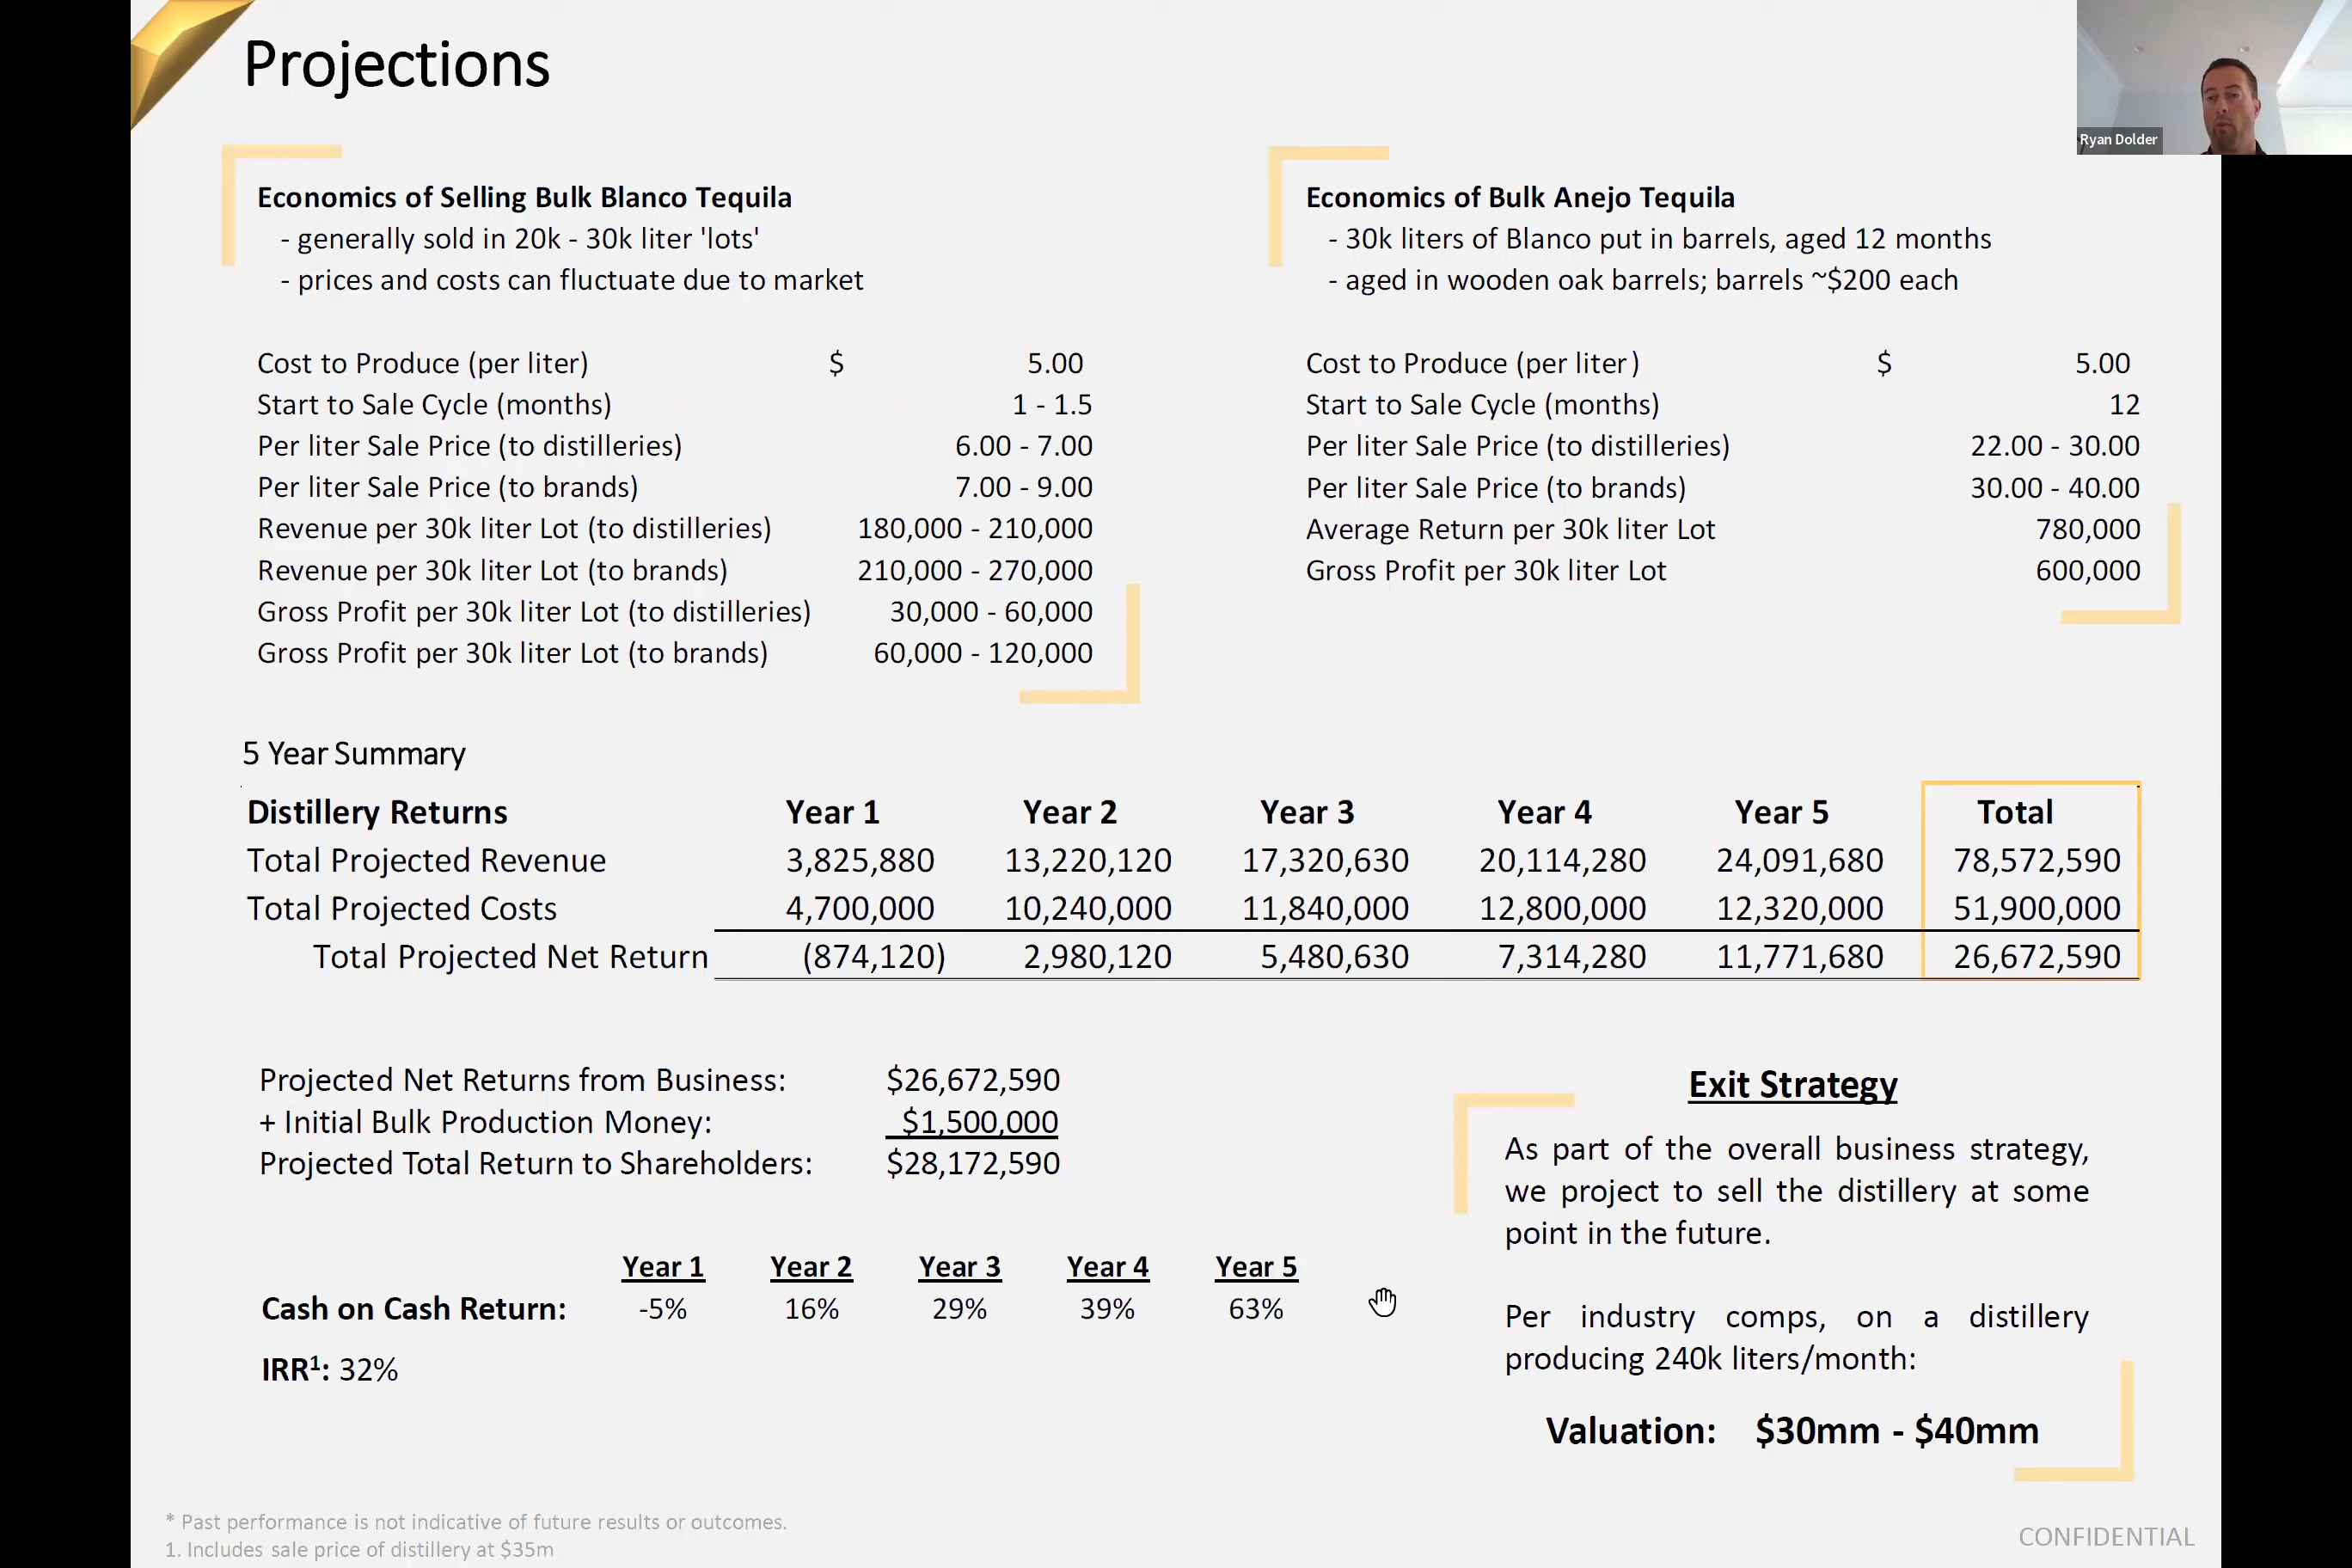 Projections
Ryan Dolder
Economics of Selling Bulk Blanco Tequila
- generally sold in 20k - 30k liter 'lots'
- prices and costs can fluctuate due to market
Cost to Produce (per liter) $ 5.00
Start to Sale Cycle (months) 1 - 1.5
Per liter Sale Price (to distilleries) 6.00 - 7.00
Per liter Sale Price (to brands) 7.00 - 9.00
Revenue per 30k liter Lot (to distilleries) 180,000 - 210,000
Revenue per 30k liter Lot (to brands) 210,000 - 270,000
Gross Profit per 30k liter Lot (to distilleries) 30,000 - 60,000
Gross Profit per 30k liter Lot (to brands) 60,000 - 120,000
Economics of Bulk Anejo Tequila
- 30k liters of Blanco put in barrels, aged 12 months
- aged in wooden oak barrels; barrels ~$200 each
Cost to Produce (per liter) $ 5.00
Start to Sale Cycle (months) 12
Per liter Sale Price (to distilleries) 22.00 - 30.00
Per liter Sale Price (to brands) 30.00 - 40.00
Average Return per 30k liter Lot 780,000
Gross Profit per 30k liter Lot 600,000
5 Year Summary
Distillery Returns Year 1 Year 2 Year 3 Year 4 Year 5 Total
Total Projected Revenue 3,825,880 13,220,120 17,320,630 20,114,280 24,091,680 78,572,590
Total Projected Costs 4,700,000 10,240,000 11,840,000 12,800,000 12,320,000 51,900,000
Total Projected Net Return (874,120) 2,980,120 5,480,630 7,314,280 11,771,680 26,672,590
Projected Net Returns from Business: $26,672,590
+ Initial Bulk Production Money: $1,500,000
Projected Total Return to Shareholders: $28,172,590
Year 1 Year 2 Year 3 Year 4 Year 5
Cash on Cash Return: -5% 16% 29% 39% 63%
IRR¹: 32%
Exit Strategy
As part of the overall business strategy,
we project to sell the distillery at some
point in the future.
Per industry comps, on a distillery
producing 240k liters/month:
Valuation: $30mm - $40mm
* Past performance is not indicative of future results or outcomes.
1. Includes sale price of distillery at $35m
CONFIDENTIAL